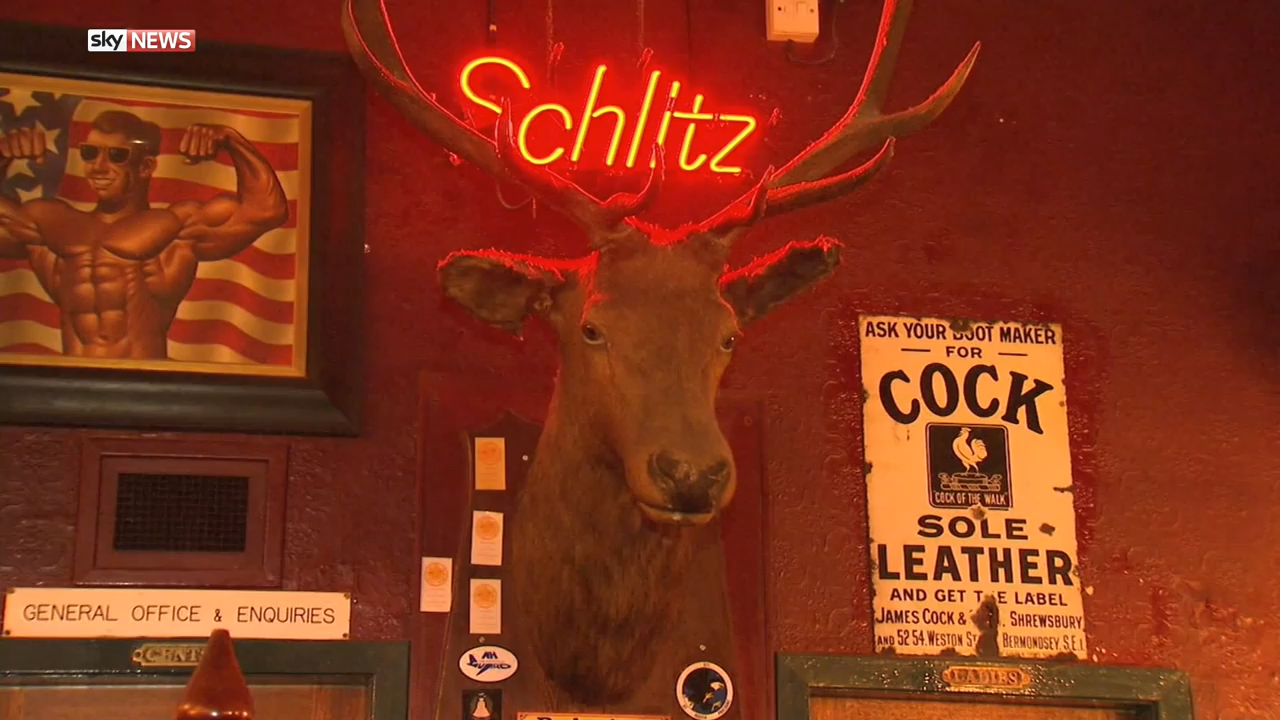 sky NEWS
Schlitz
ASK YOUR BOOT MAKER
FOR
COCK
COCK OF THE WALK
SOLE
LEATHER
AND GET THE LABEL
JAMES COCK & SHREWSBURY
AND 52 54 WESTON ST BERMONDSEY. S.E.1.
GENERAL OFFICE & ENQUIRIES
GENTS
LADIES